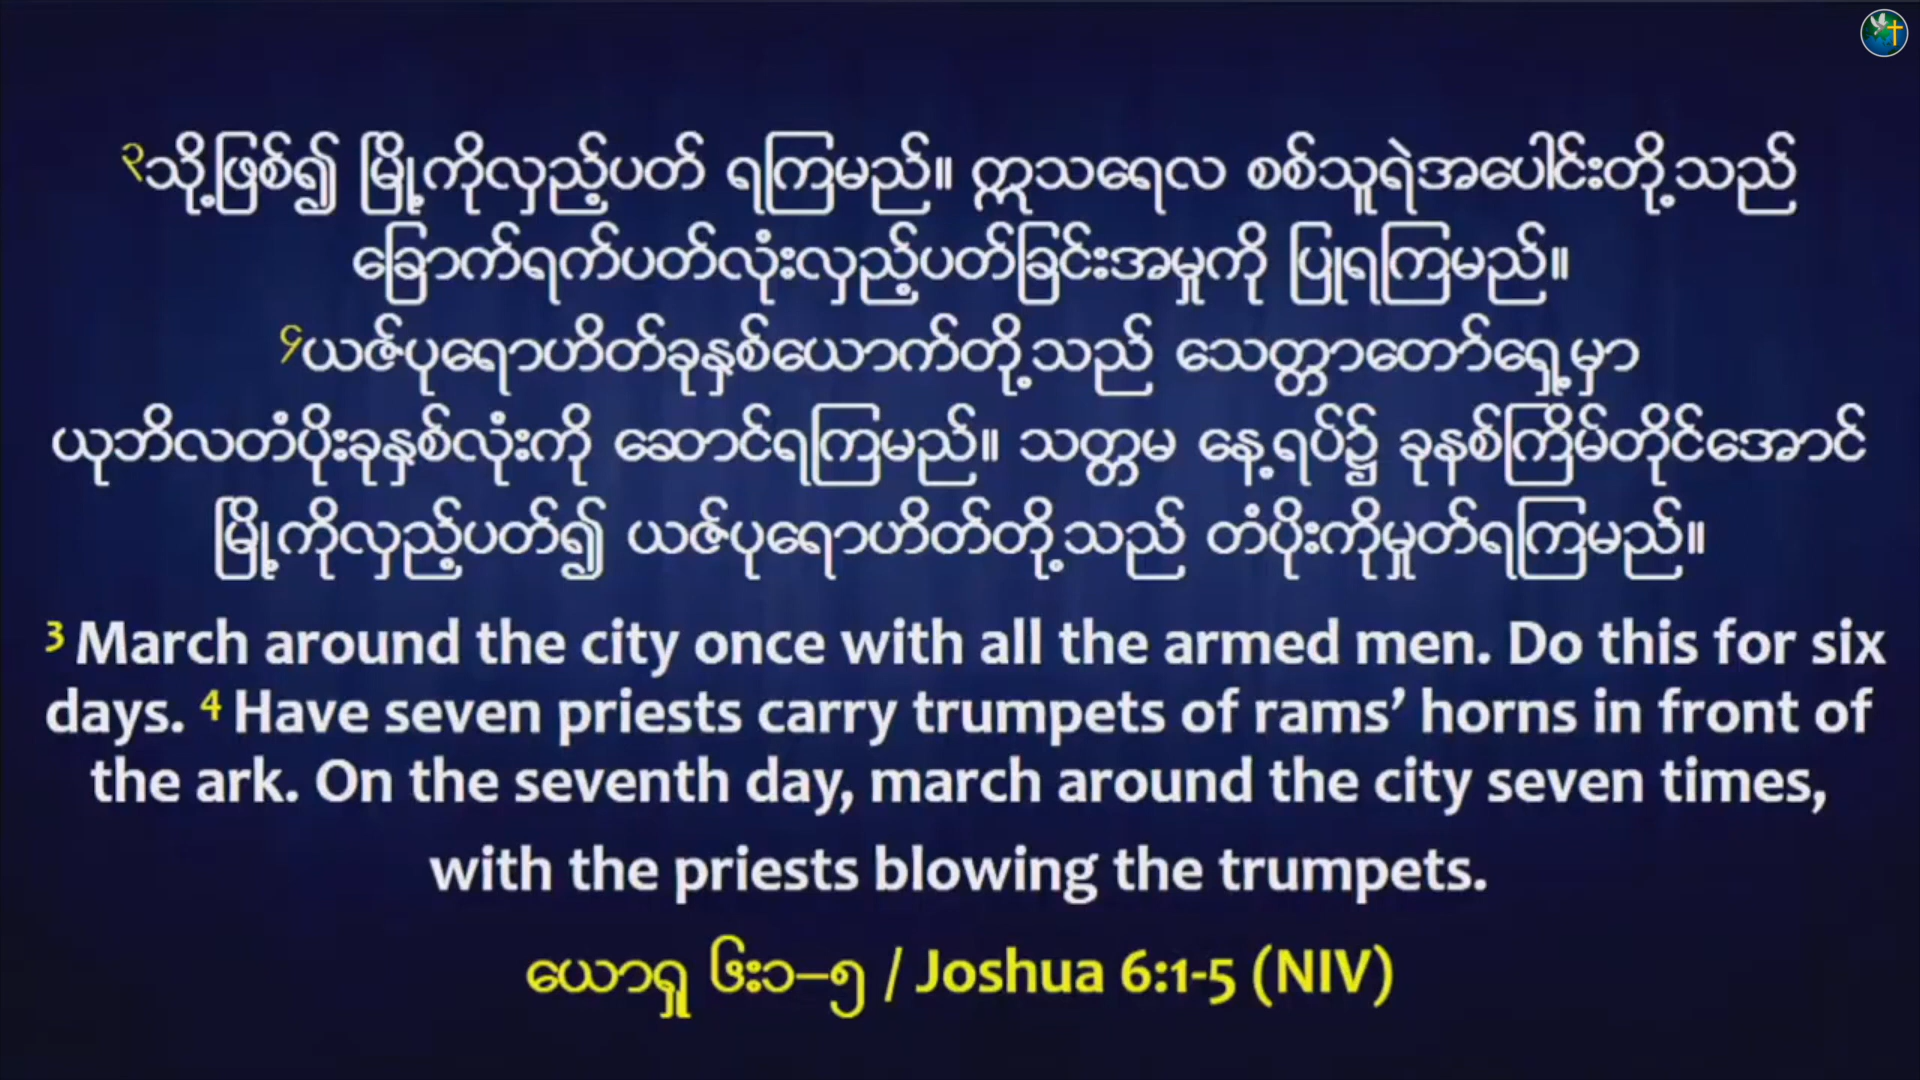 ၃သို့ဖြစ်၍ မြို့ကိုလှည့်ပတ် ရကြမည်။ ဣသရေလ စစ်သူရဲအပေါင်းတို့သည်
ခြောက်ရက်ပတ်လုံးလှည့်ပတ်ခြင်းအမှုကို ပြုရကြမည်။
၄ယဇ်ပုရောဟိတ်ခုနှစ်ယောက်တို့သည် သေတ္တာတော်ရှေ့မှာ
ယုဘိလတံပိုးခုနှစ်လုံးကို ဆောင်ရကြမည်။ သတ္တမ နေ့ရပ်၌ ခုနစ်ကြိမ်တိုင်အောင်
မြို့ကိုလှည့်ပတ်၍ ယဇ်ပုရောဟိတ်တို့သည် တံပိုးကိုမှုတ်ရကြမည်။
3 March around the city once with all the armed men. Do this for six
days. 4 Have seven priests carry trumpets of rams’ horns in front of
the ark. On the seventh day, march around the city seven times,
with the priests blowing the trumpets.
ယောရှု ၆း၁–၅ / Joshua 6:1-5 (NIV)